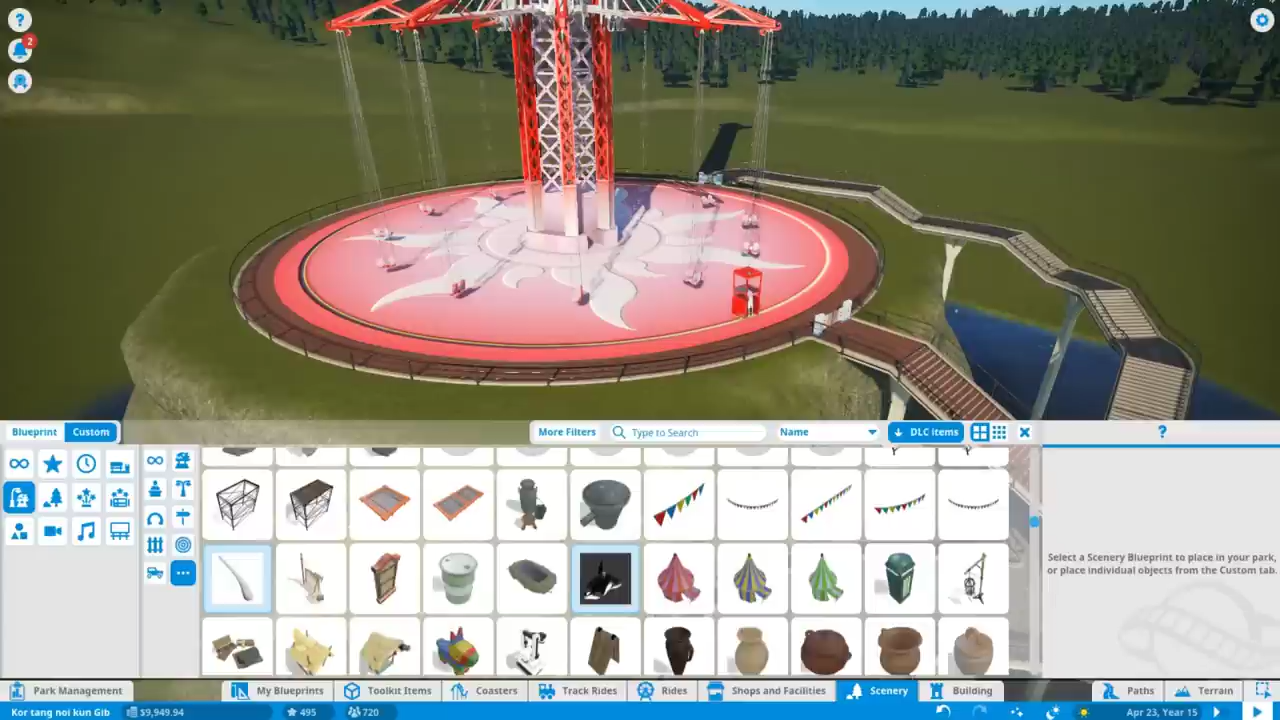 ?
2
Blueprint Custom More Filters Type to Search Name DLC items ?
Select a Scenery Blueprint to place in your park,
or place individual objects from the Custom tab.
Park Management My Blueprints Toolkit Items Coasters Track Rides Rides Shops and Facilities Scenery Building Paths Terrain
Kor tang noi kun Gib $9,949.94 495 720 Apr 23, Year 15